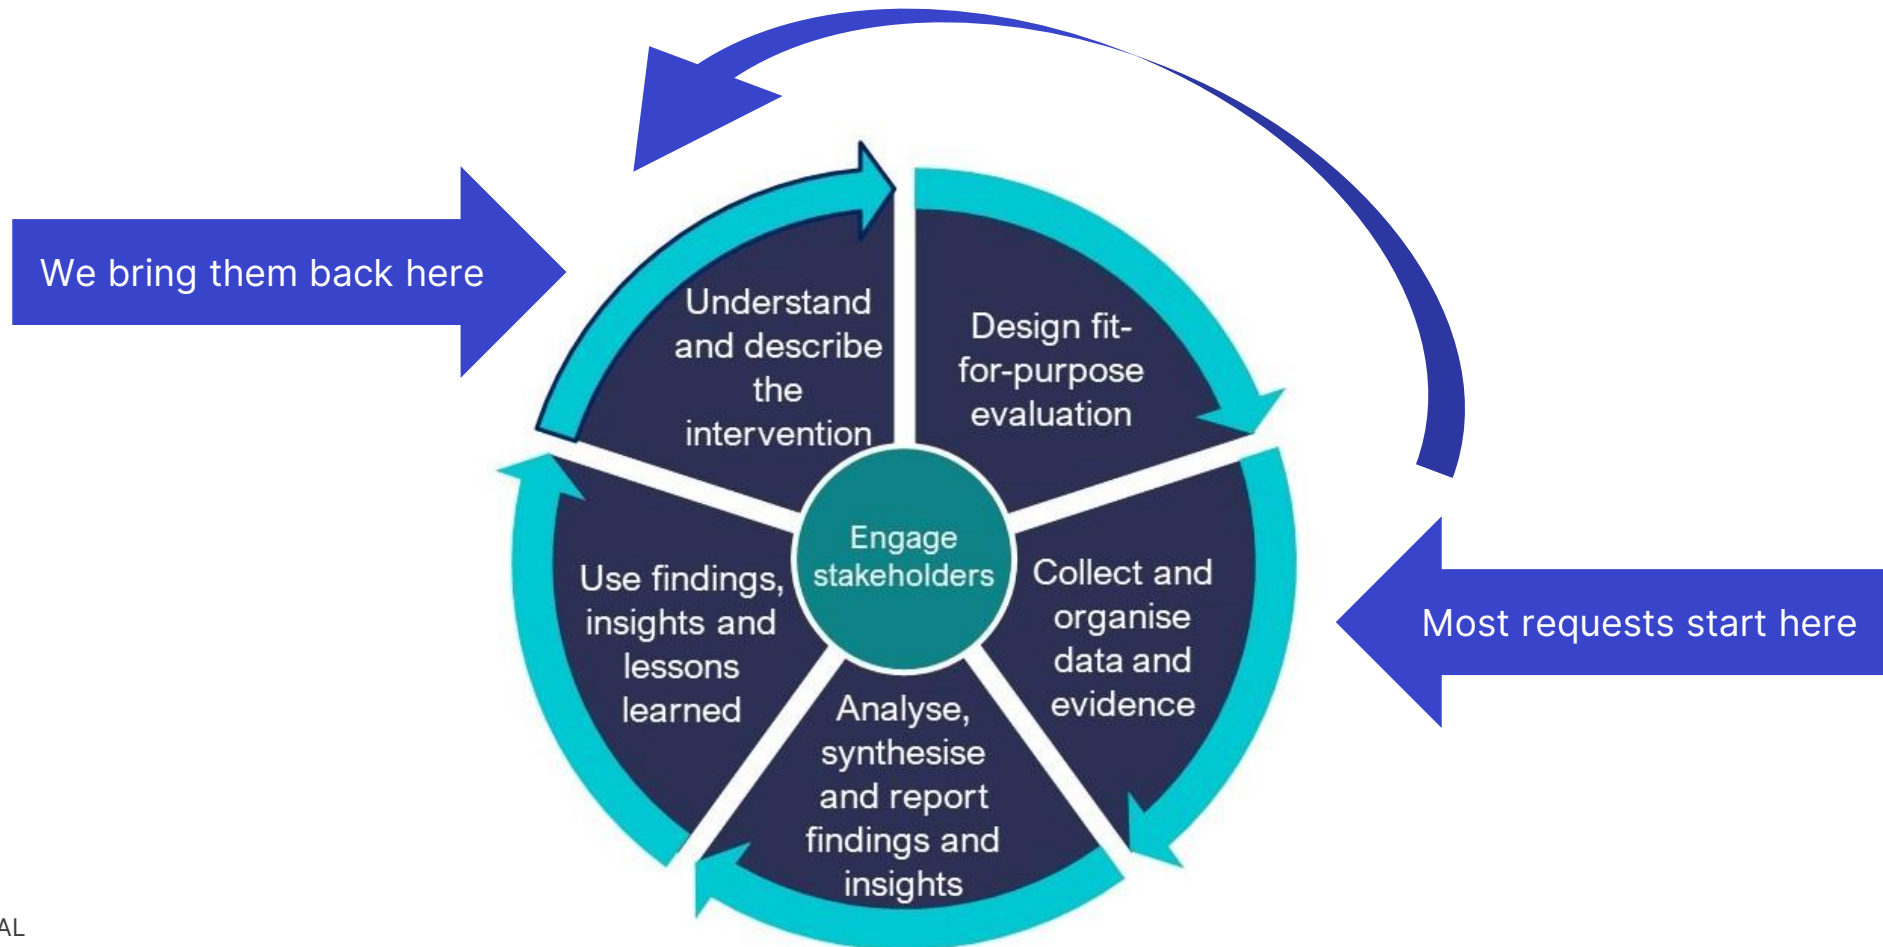 We bring them back here
Understand
and describe
the
intervention
Design fit-
for-purpose
evaluation
Engage
stakeholders
Use findings,
insights and
lessons
learned
Collect and
organise
data and
evidence
Most requests start here
Analyse,
synthesise
and report
findings and
insights
AL